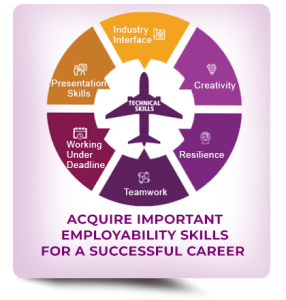 Industry
Interface
Creativity
Resilience
Teamwork
Working
Under
Deadline
Presentation
Skills
TECHNICAL
SKILLS
ACQUIRE IMPORTANT
EMPLOYABILITY SKILLS
FOR A SUCCESSFUL CAREER